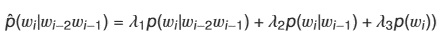 p̂(wᵢ|wᵢ₋₂wᵢ₋₁) = λ₁p(wᵢ|wᵢ₋₂wᵢ₋₁) + λ₂p(wᵢ|wᵢ₋₁) + λ₃p(wᵢ))